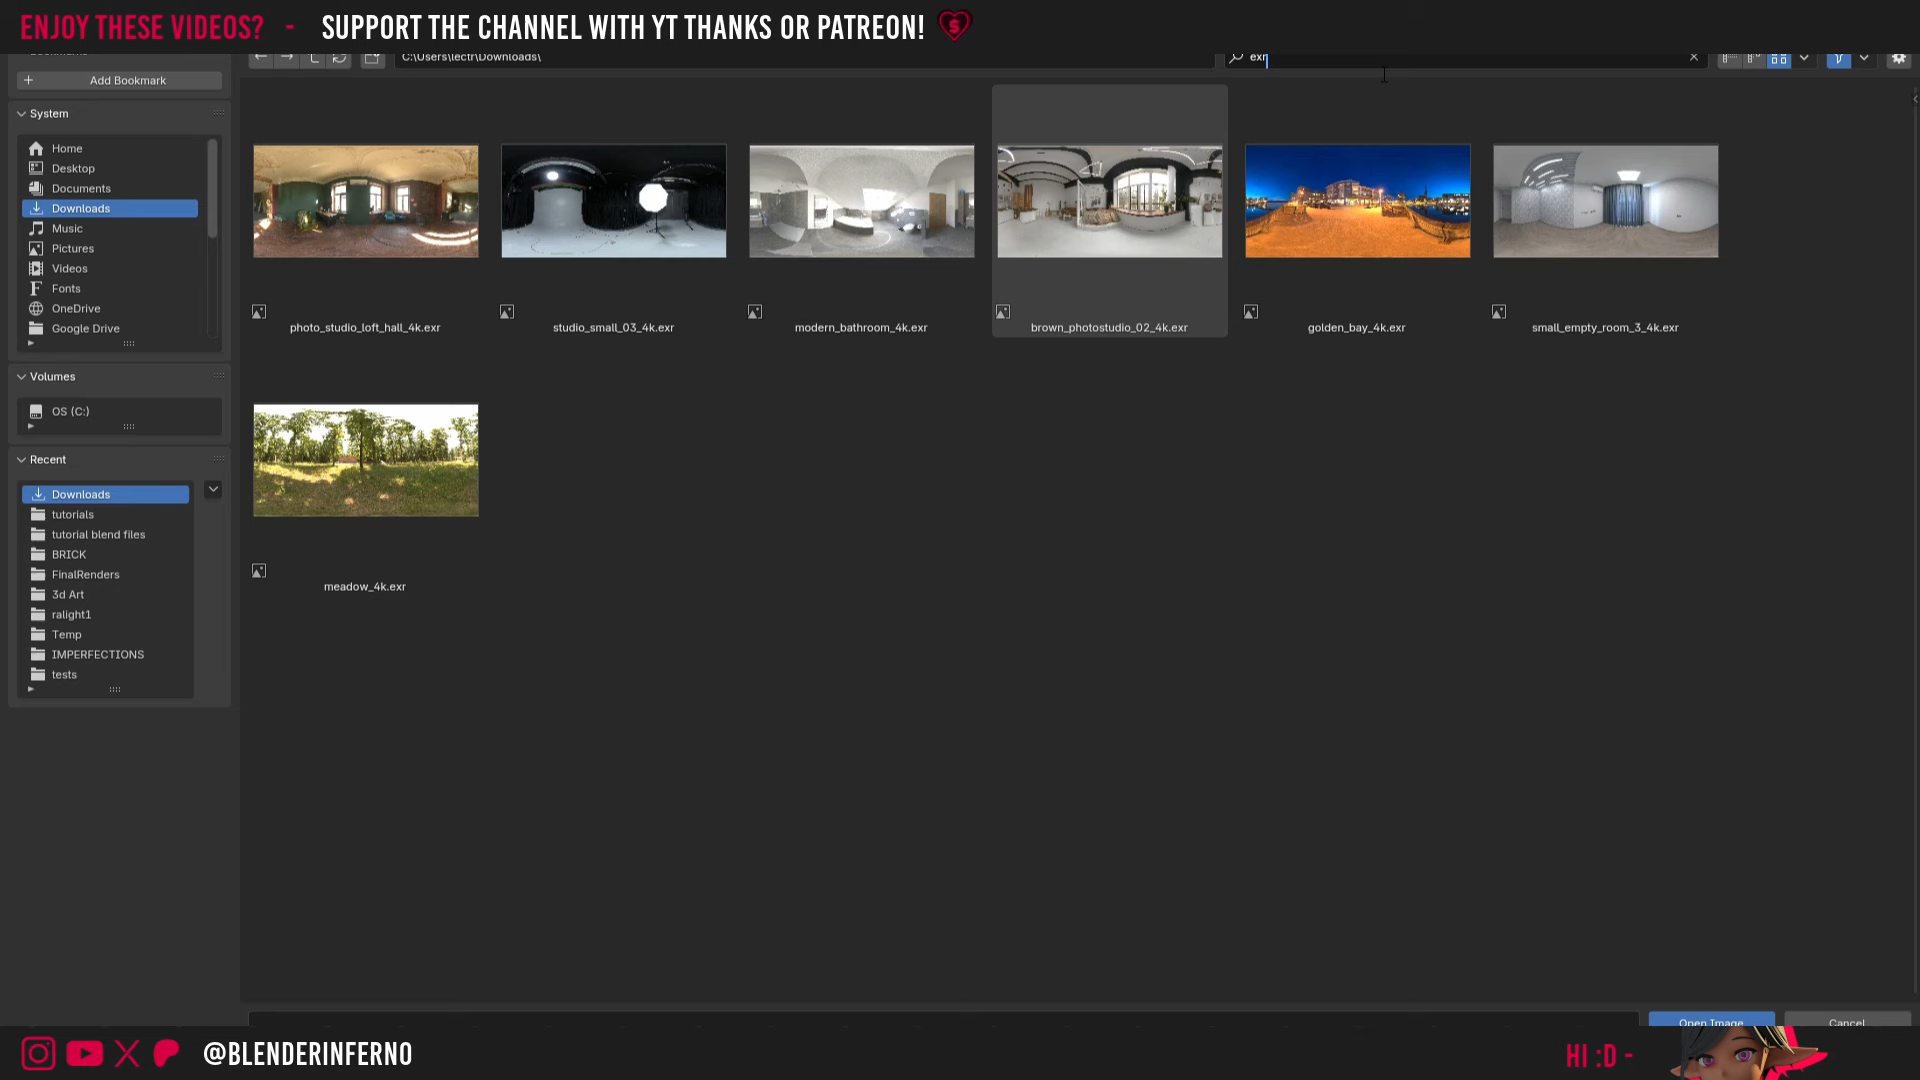 ENJOY THESE VIDEOS? - SUPPORT THE CHANNEL WITH YT THANKS OR PATREON!
C:\Users\lectr\Downloads\
exr
Add Bookmark
System
Home
Desktop
Documents
Downloads
Music
Pictures
Videos
Fonts
OneDrive
Google Drive
Volumes
OS (C:)
Recent
Downloads
tutorials
tutorial blend files
BRICK
FinalRenders
3d Art
ralight1
Temp
IMPERFECTIONS
tests
photo_studio_loft_hall_4k.exr
studio_small_03_4k.exr
modern_bathroom_4k.exr
brown_photostudio_02_4k.exr
golden_bay_4k.exr
small_empty_room_3_4k.exr
meadow_4k.exr
Open Image
Cancel
@BLENDERINFERNO
HI :D -